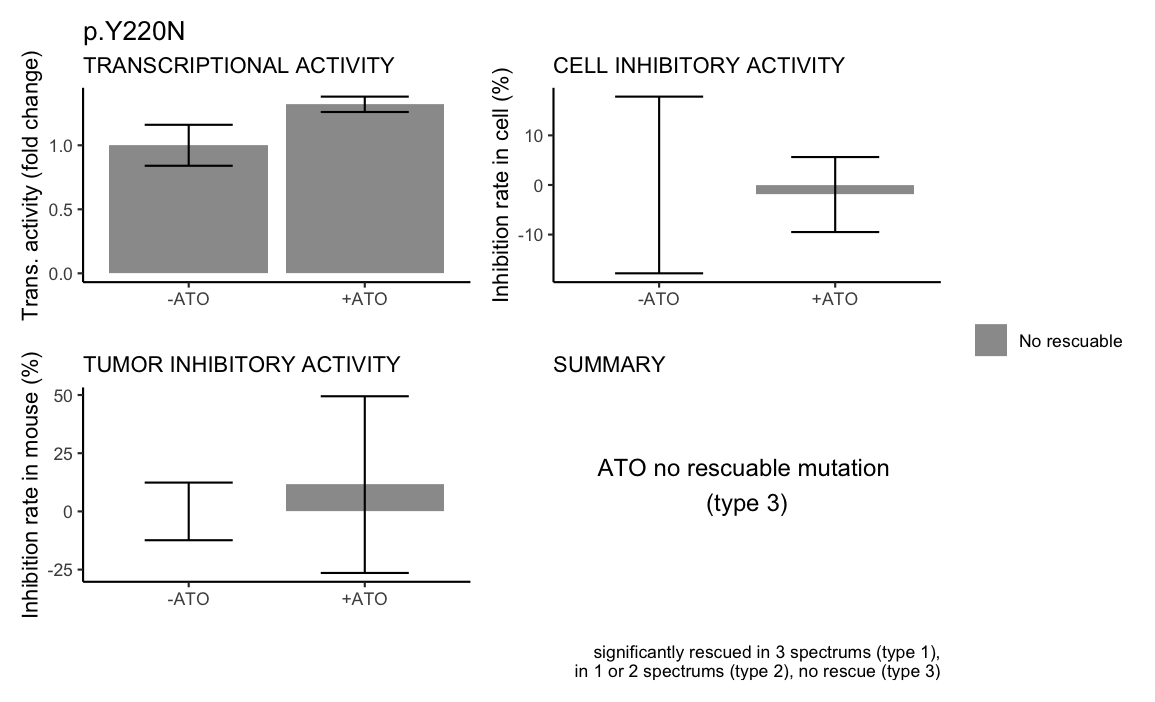 p.Y220N
TRANSCRIPTIONAL ACTIVITY
Trans. activity (fold change)
1.0
0.5
0.0
-ATO
+ATO
CELL INHIBITORY ACTIVITY
Inhibition rate in cell (%)
10
0
-10
-ATO
+ATO
No rescuable
TUMOR INHIBITORY ACTIVITY
Inhibition rate in mouse (%)
50
25
0
-25
-ATO
+ATO
SUMMARY
ATO no rescuable mutation
(type 3)
significantly rescued in 3 spectrums (type 1),
in 1 or 2 spectrums (type 2), no rescue (type 3)